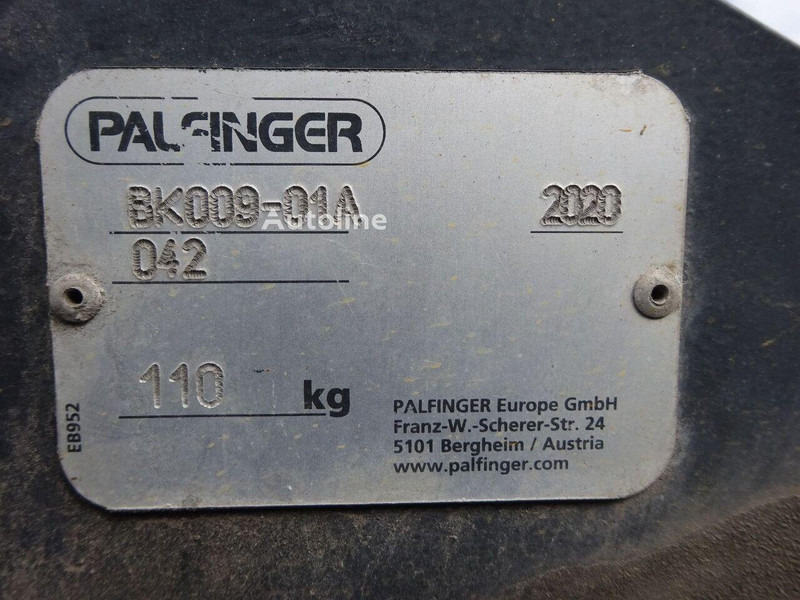 PALFINGER
BK009-01A 2020
Autoline
042
110 kg
EB952
PALFINGER Europe GmbH
Franz-W.-Scherer-Str. 24
5101 Bergheim / Austria
www.palfinger.com